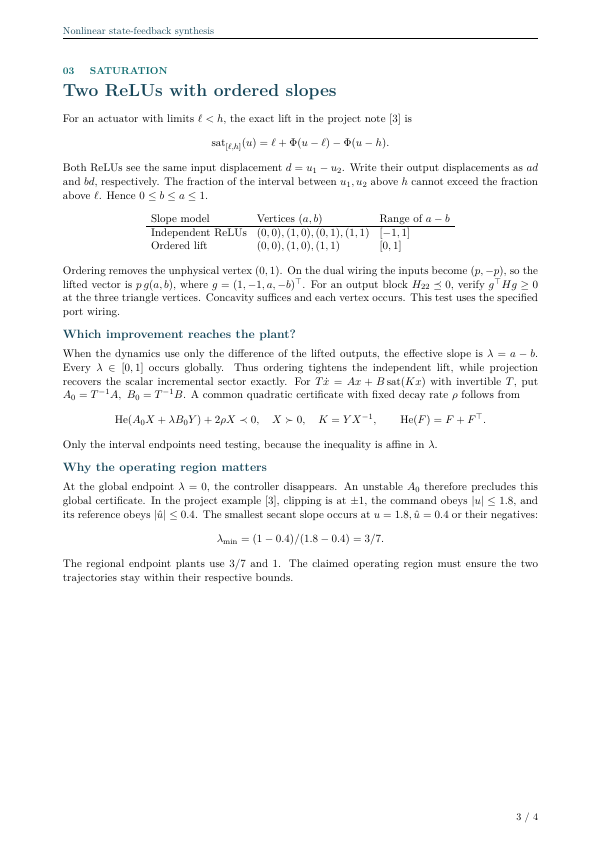 Nonlinear state-feedback synthesis
03 SATURATION
Two ReLUs with ordered slopes
For an actuator with limits ℓ < h, the exact lift in the project note [3] is
sat[ℓ,h](u) = ℓ + Φ(u − ℓ) − Φ(u − h).
Both ReLUs see the same input displacement d = u₁ − u₂. Write their output displacements as ad
and bd, respectively. The fraction of the interval between u₁, u₂ above h cannot exceed the fraction
above ℓ. Hence 0 ≤ b ≤ a ≤ 1.
Slope model Vertices (a, b) Range of a − b
Independent ReLUs (0, 0), (1, 0), (0, 1), (1, 1) [−1, 1]
Ordered lift (0, 0), (1, 0), (1, 1) [0, 1]
Ordering removes the unphysical vertex (0, 1). On the dual wiring the inputs become (p, −p), so the
lifted vector is p g(a, b), where g = (1, −1, a, −b)⊤. For an output block H₂₂ ⪯ 0, verify g⊤Hg ≥ 0
at the three triangle vertices. Concavity suffices and each vertex occurs. This test uses the specified
port wiring.
Which improvement reaches the plant?
When the dynamics use only the difference of the lifted outputs, the effective slope is λ = a − b.
Every λ ∈ [0, 1] occurs globally. Thus ordering tightens the independent lift, while projection
recovers the scalar incremental sector exactly. For Tẋ = Ax + B sat(Kx) with invertible T, put
A₀ = T⁻¹A, B₀ = T⁻¹B. A common quadratic certificate with fixed decay rate ρ follows from
He(A₀X + λB₀Y) + 2ρX ≺ 0, X ≻ 0, K = Y X⁻¹, He(F) = F + F⊤.
Only the interval endpoints need testing, because the inequality is affine in λ.
Why the operating region matters
At the global endpoint λ = 0, the controller disappears. An unstable A₀ therefore precludes this
global certificate. In the project example [3], clipping is at ±1, the command obeys |u| ≤ 1.8, and
its reference obeys |û| ≤ 0.4. The smallest secant slope occurs at u = 1.8, û = 0.4 or their negatives:
λmin = (1 − 0.4)/(1.8 − 0.4) = 3/7.
The regional endpoint plants use 3/7 and 1. The claimed operating region must ensure the two
trajectories stay within their respective bounds.
3 / 4